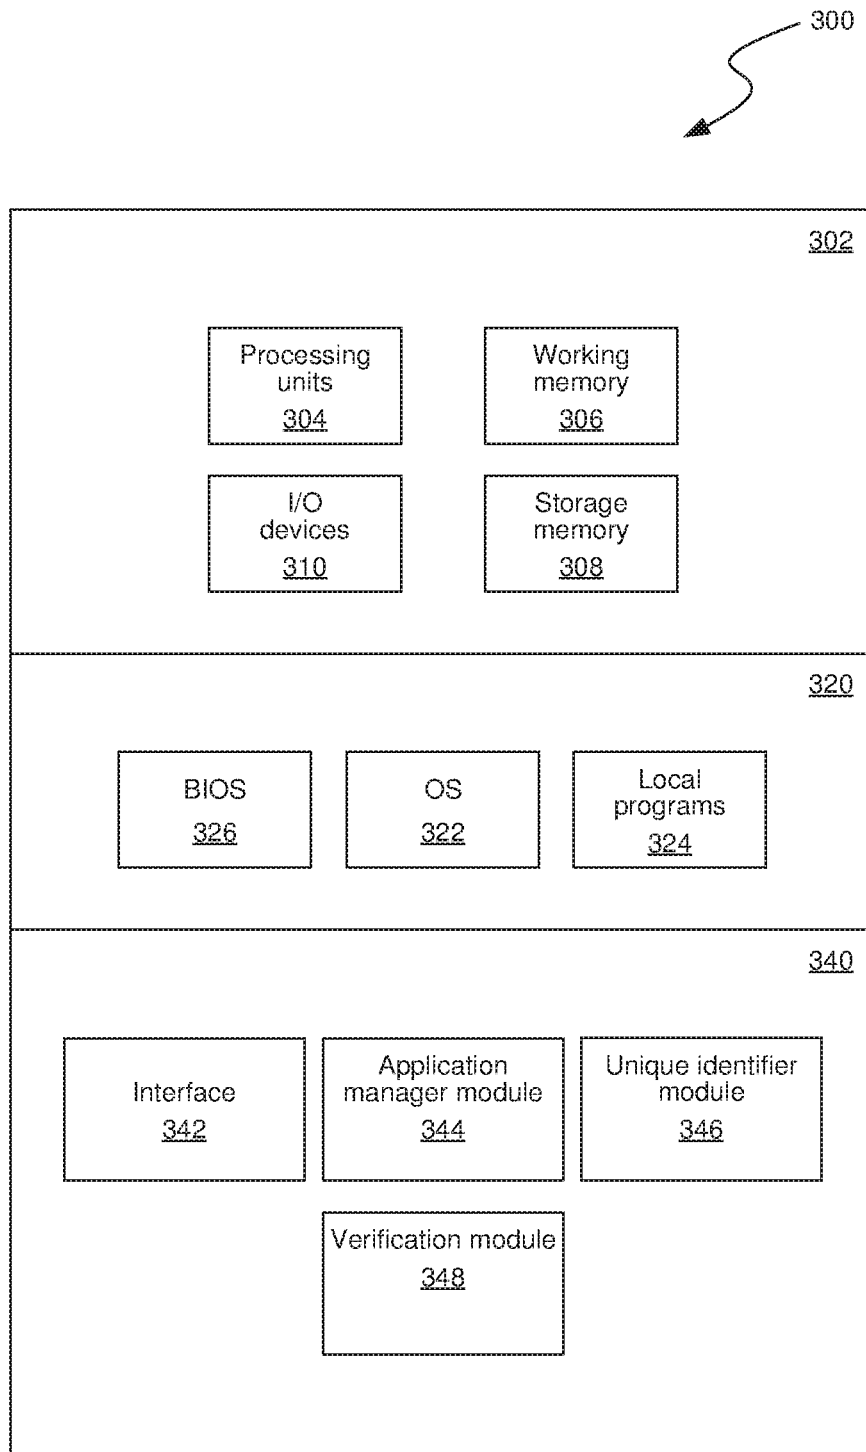 300
302
Processing
units
304
Working
memory
306
I/O
devices
310
Storage
memory
308
320
BIOS
326
OS
322
Local
programs
324
340
Interface
342
Application
manager module
344
Unique identifier
module
346
Verification module
348